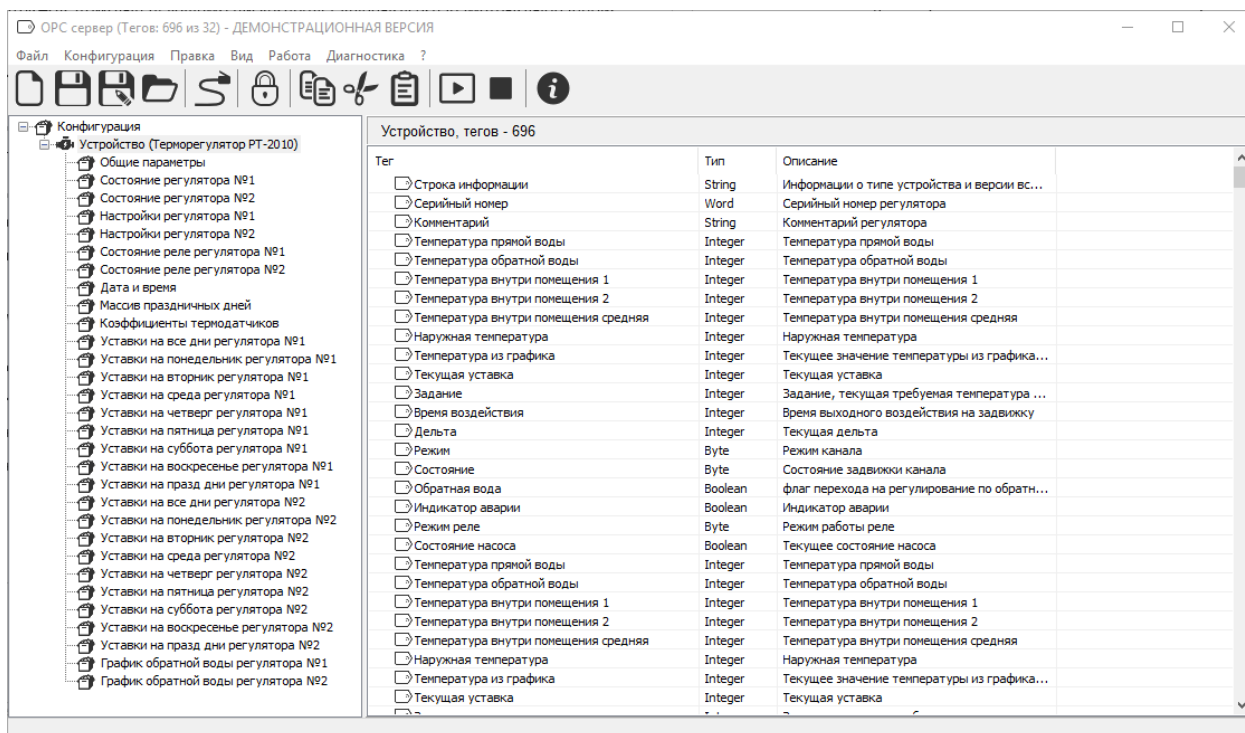 OPC сервер (Тегов: 696 из 32) - ДЕМОНСТРАЦИОННАЯ ВЕРСИЯ
Файл Конфигурация Правка Вид Работа Диагностика ?
Конфигурация
Устройство (Терморегулятор РТ-2010)
Общие параметры
Состояние регулятора №1
Состояние регулятора №2
Настройки регулятора №1
Настройки регулятора №2
Состояние реле регулятора №1
Состояние реле регулятора №2
Дата и время
Массив праздничных дней
Коэффициенты термодатчиков
Уставки на все дни регулятора №1
Уставки на понедельник регулятора №1
Уставки на вторник регулятора №1
Уставки на среда регулятора №1
Уставки на четверг регулятора №1
Уставки на пятница регулятора №1
Уставки на суббота регулятора №1
Уставки на воскресенье регулятора №1
Уставки на празд дни регулятора №1
Уставки на все дни регулятора №2
Уставки на понедельник регулятора №2
Уставки на вторник регулятора №2
Уставки на среда регулятора №2
Уставки на четверг регулятора №2
Уставки на пятница регулятора №2
Уставки на суббота регулятора №2
Уставки на воскресенье регулятора №2
Уставки на празд дни регулятора №2
График обратной воды регулятора №1
График обратной воды регулятора №2
Устройство, тегов - 696
Тег Тип Описание
Строка информации String Информации о типе устройства и версии вс...
Серийный номер Word Серийный номер регулятора
Комментарий String Комментарий регулятора
Температура прямой воды Integer Температура прямой воды
Температура обратной воды Integer Температура обратной воды
Температура внутри помещения 1 Integer Температура внутри помещения 1
Температура внутри помещения 2 Integer Температура внутри помещения 2
Температура внутри помещения средняя Integer Температура внутри помещения средняя
Наружная температура Integer Наружная температура
Температура из графика Integer Текущее значение температуры из графика...
Текущая уставка Integer Текущая уставка
Задание Integer Задание, текущая требуемая температура ...
Время воздействия Integer Время выходного воздействия на задвижку
Дельта Integer Текущая дельта
Режим Byte Режим канала
Состояние Byte Состояние задвижки канала
Обратная вода Boolean флаг перехода на регулирование по обратн...
Индикатор аварии Boolean Индикатор аварии
Режим реле Byte Режим работы реле
Состояние насоса Boolean Текущее состояние насоса
Температура прямой воды Integer Температура прямой воды
Температура обратной воды Integer Температура обратной воды
Температура внутри помещения 1 Integer Температура внутри помещения 1
Температура внутри помещения 2 Integer Температура внутри помещения 2
Температура внутри помещения средняя Integer Температура внутри помещения средняя
Наружная температура Integer Наружная температура
Температура из графика Integer Текущее значение температуры из графика...
Текущая уставка Integer Текущая уставка